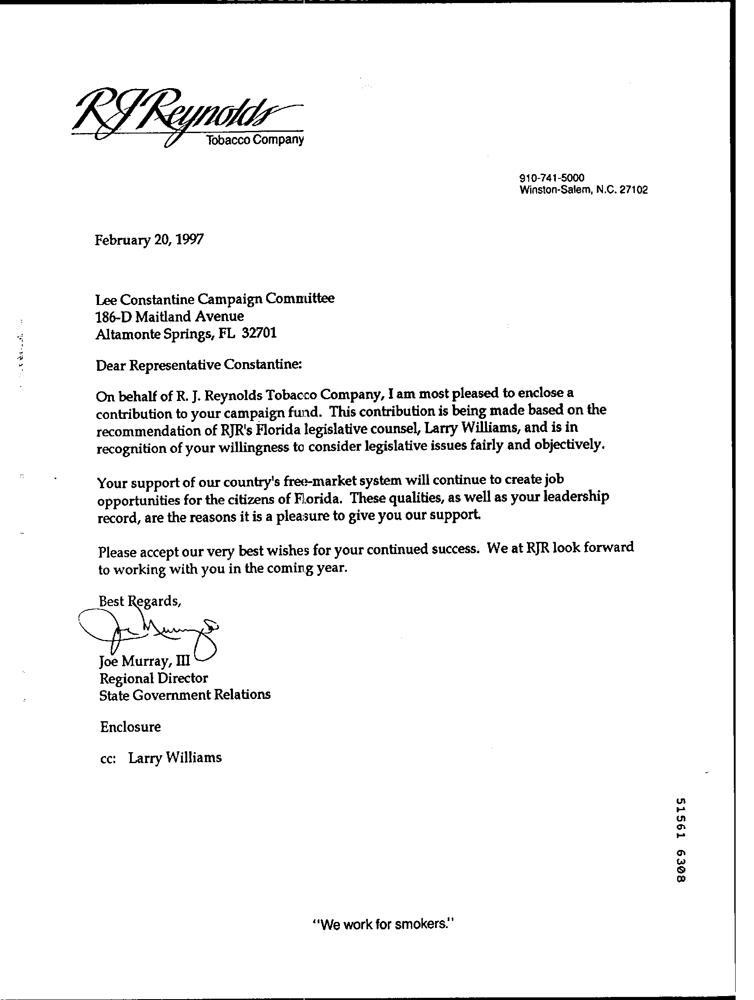 RJReynolds
Tobacco Company
910-741-5000
Winston-Salem, N.C. 27102
February 20, 1997
Lee Constantine Campaign Committee
186-D Maitland Avenue
Altamonte Springs, FL 32701
Dear Representative Constantine:
On behalf of R. J. Reynolds Tobacco Company, I am most pleased to enclose a
contribution to your campaign fund. This contribution is being made based on the
recommendation of RJR's Florida legislative counsel, Larry Williams, and is in
recognition of your willingness to consider legislative issues fairly and objectively.
Your support of our country's free-market system will continue to create job
opportunities for the citizens of Florida. These qualities, as well as your leadership
record, are the reasons it is a pleasure to give you our support.
Please accept our very best wishes for your continued success. We at RJR look forward
to working with you in the coming year.
Best Regards,
Joe Murray, III
Regional Director
State Government Relations
Enclosure
cc: Larry Williams
51561 6308
"We work for smokers."